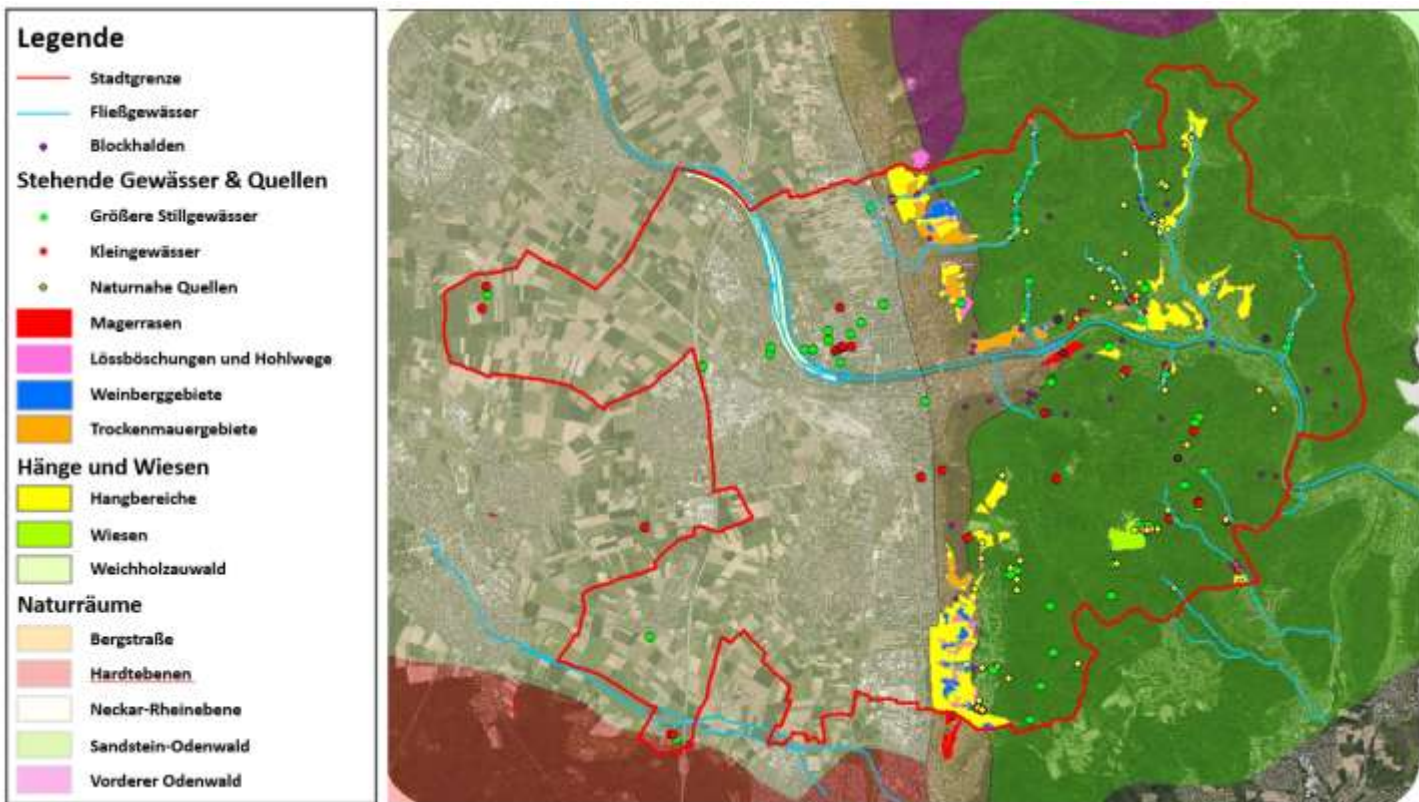 Legende
Stadtgrenze
Fließgewässer
Blockhalden
Stehende Gewässer & Quellen
Größere Stillgewässer
Kleingewässer
Naturnahe Quellen
Magerrasen
Lössböschungen und Hohlwege
Weinberggebiete
Trockenmauergebiete
Hänge und Wiesen
Hangbereiche
Wiesen
Weichholzauwald
Naturräume
Bergstraße
Hardtebenen
Neckar-Rheinebene
Sandstein-Odenwald
Vorderer Odenwald